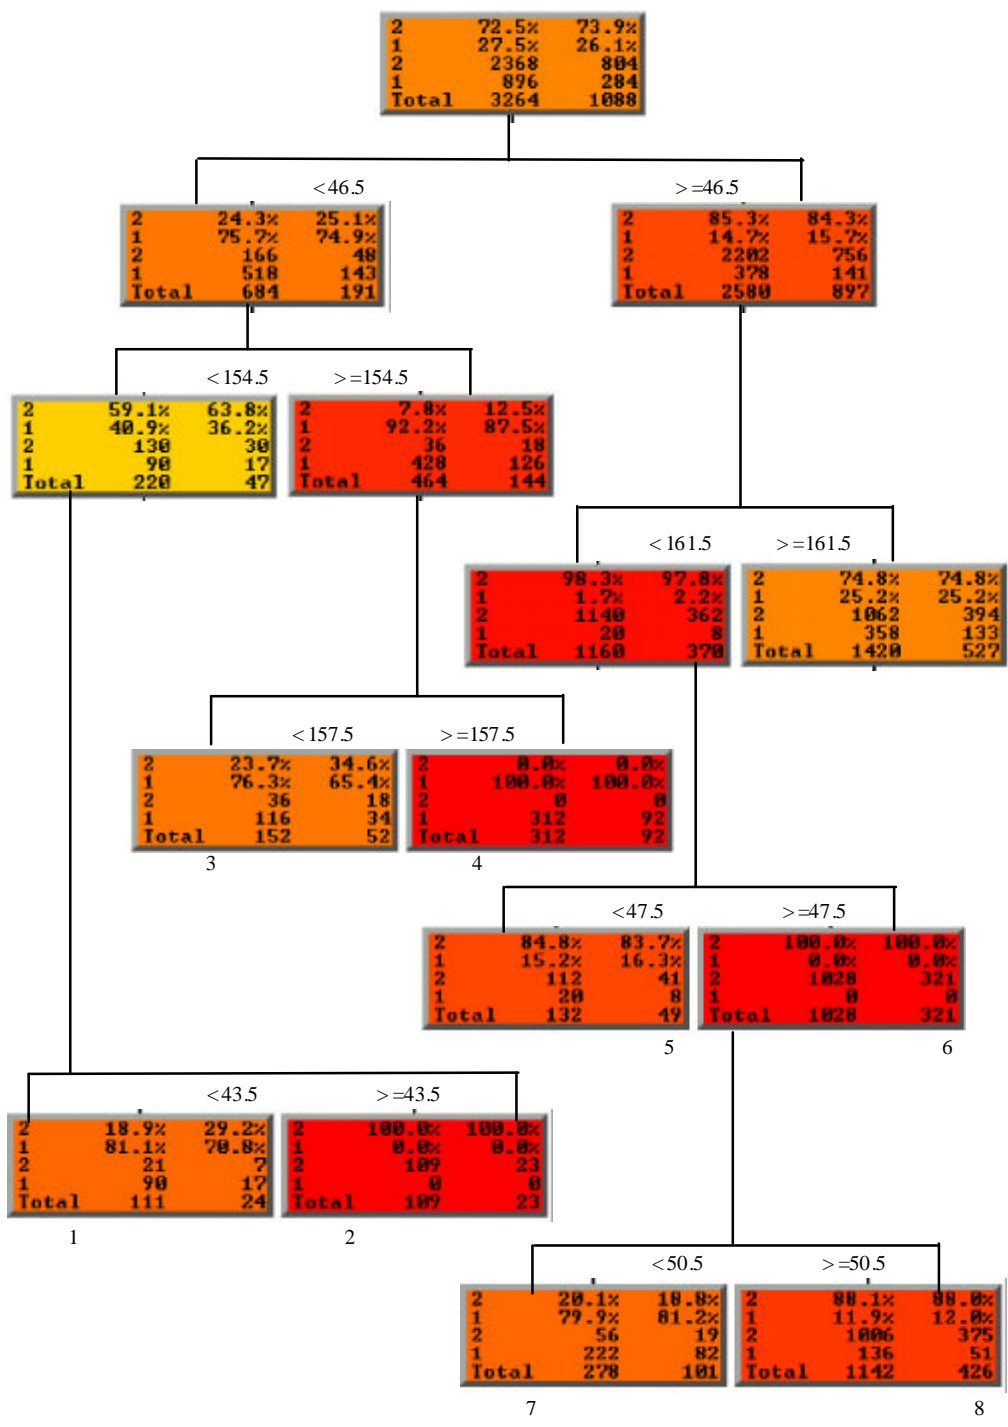 2 72.5% 73.9%
1 27.5% 26.1%
2 2368 804
1 896 284
Total 3264 1088
<46.5 >=46.5
2 24.3% 25.1%
1 75.7% 74.9%
2 166 48
1 518 143
Total 684 191
2 85.3% 84.3%
1 14.7% 15.7%
2 2202 756
1 378 141
Total 2580 897
<154.5 >=154.5
2 59.1% 63.8%
1 40.9% 36.2%
2 130 30
1 90 17
Total 220 47
2 7.8% 12.5%
1 92.2% 87.5%
2 36 18
1 428 126
Total 464 144
<161.5 >=161.5
2 98.3% 97.8%
1 1.7% 2.2%
2 1140 362
1 20 8
Total 1160 370
2 74.8% 74.8%
1 25.2% 25.2%
2 1062 394
1 358 133
Total 1420 527
<157.5 >=157.5
2 23.7% 34.6%
1 76.3% 65.4%
2 36 18
1 116 34
Total 152 52
3
2 0.0% 0.0%
1 100.0% 100.0%
2 0 0
1 312 92
Total 312 92
4
<47.5 >=47.5
2 84.8% 83.7%
1 15.2% 16.3%
2 112 41
1 20 8
Total 132 49
5
2 100.0% 100.0%
1 0.0% 0.0%
2 1028 321
1 0 0
Total 1028 321
6
<43.5 >=43.5
2 18.9% 29.2%
1 81.1% 70.8%
2 21 7
1 90 17
Total 111 24
1
2 100.0% 100.0%
1 0.0% 0.0%
2 109 23
1 0 0
Total 109 23
2
<50.5 >=50.5
2 20.1% 18.8%
1 79.9% 81.2%
2 56 19
1 222 82
Total 278 101
7
2 88.1% 88.0%
1 11.9% 12.0%
2 1006 375
1 136 51
Total 1142 426
8